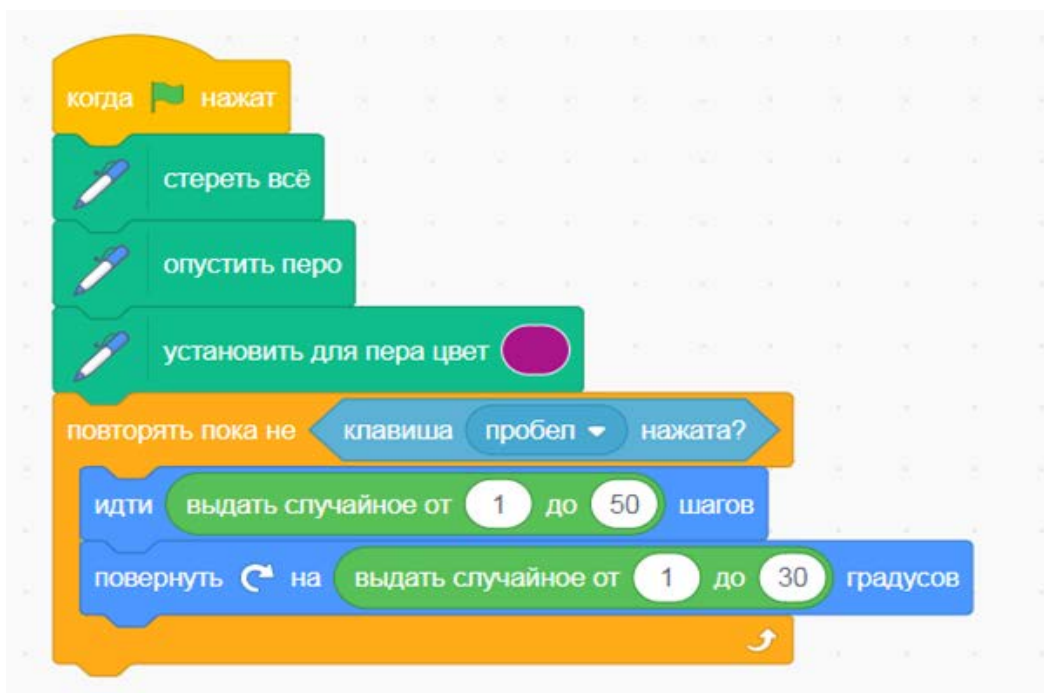 когда нажат
стереть всё
опустить перо
установить для пера цвет
повторять пока не клавиша пробел нажата?
идти выдать случайное от 1 до 50 шагов
повернуть на выдать случайное от 1 до 30 градусов